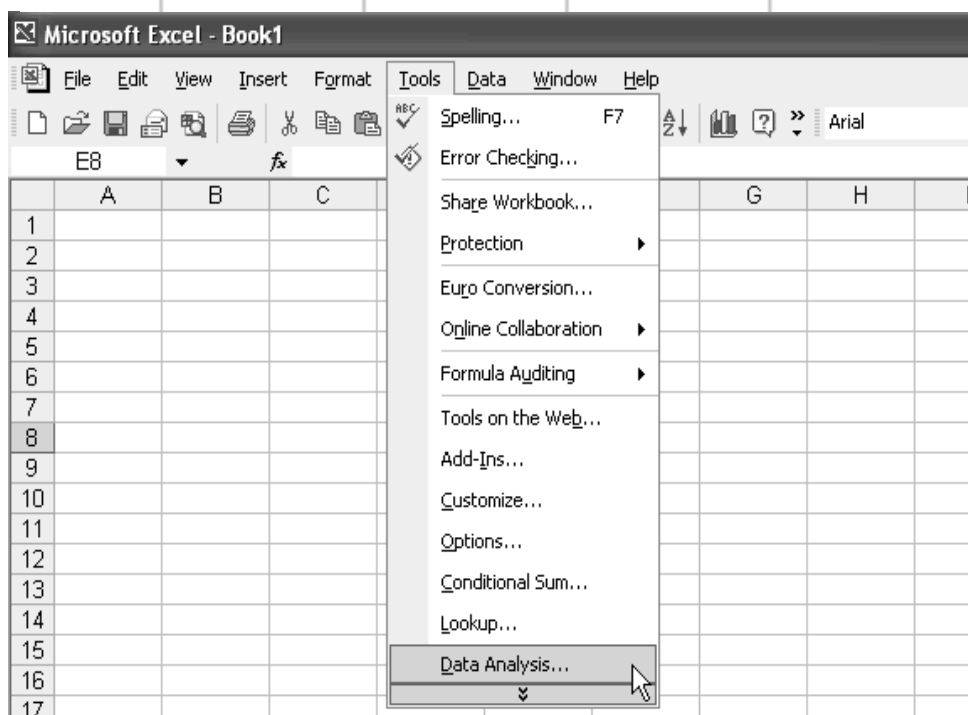 Microsoft Excel - Book1
File Edit View Insert Format Tools Data Window Help
ABC Spelling... F7 A Z Arial
E8 fx Error Checking...
A B C G H
Share Workbook...
1
2 Protection
3 Euro Conversion...
4 Online Collaboration
5
6 Formula Auditing
7 Tools on the Web...
8
9 Add-Ins...
10 Customize...
11 Options...
12
13 Conditional Sum...
14 Lookup...
15 Data Analysis...
16
17